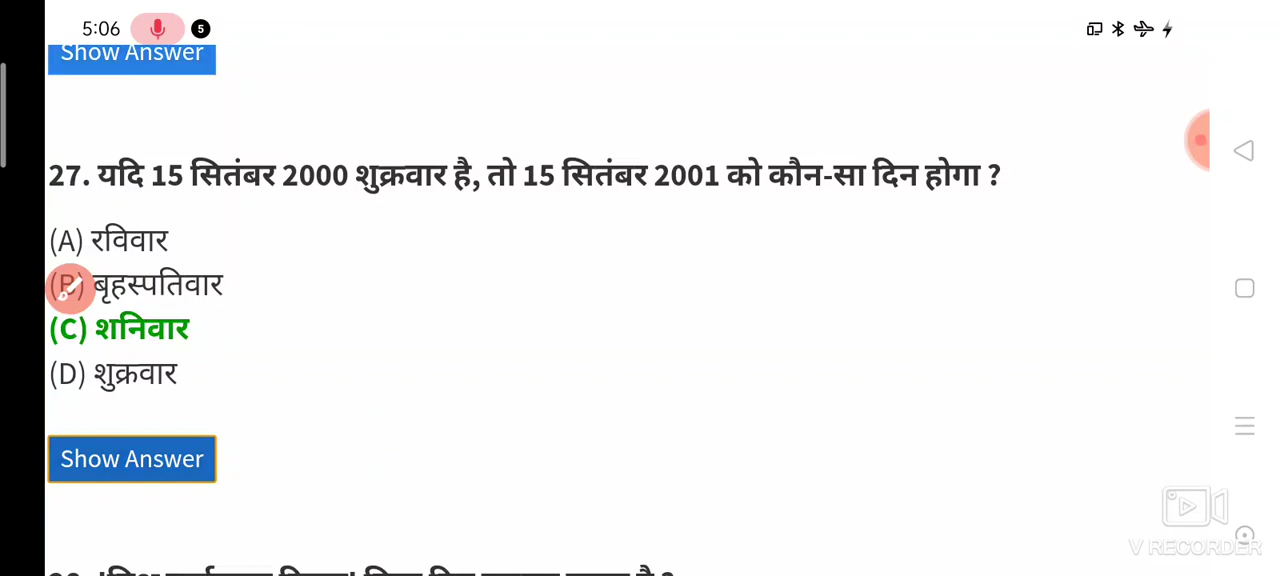 5:06 5
Show Answer
27. यदि 15 सितंबर 2000 शुक्रवार है, तो 15 सितंबर 2001 को कौन-सा दिन होगा ?
(A) रविवार
(B) बृहस्पतिवार
(C) शनिवार
(D) शुक्रवार
Show Answer
V RECORDER